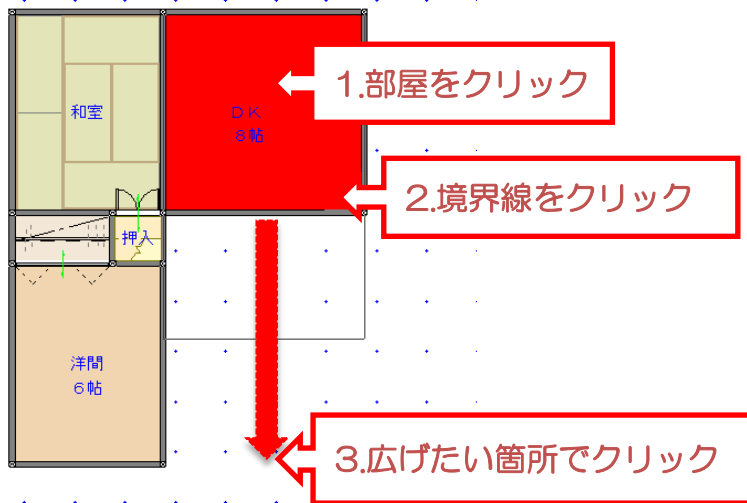 1.部屋をクリック
和室
ＤＫ
８帖
2.境界線をクリック
押入
洋間
６帖
3.広げたい箇所でクリック